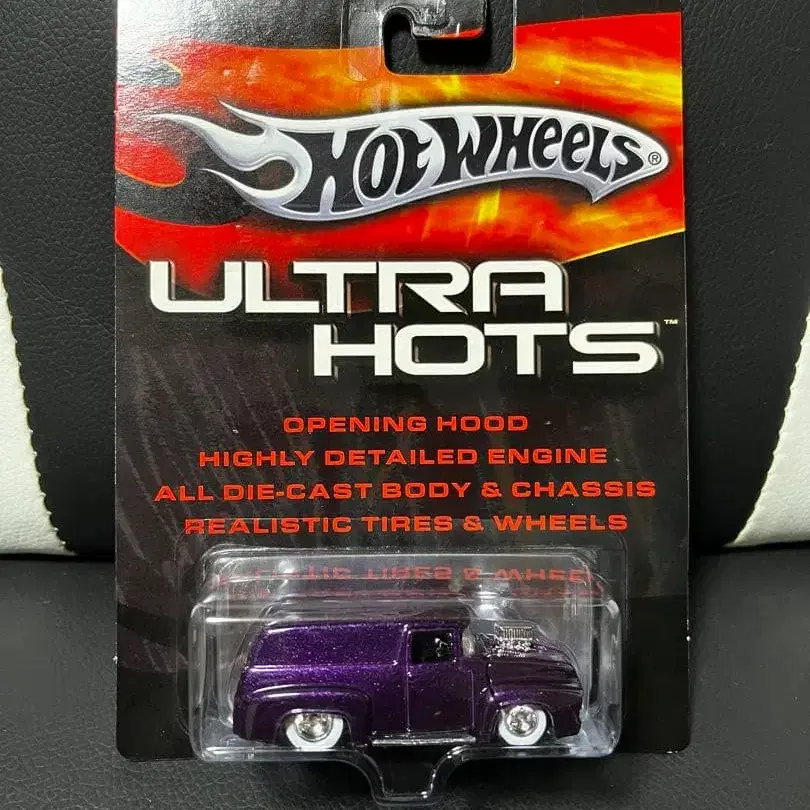 HOT WHEELS®
ULTRA
HOTS™
OPENING HOOD
HIGHLY DETAILED ENGINE
ALL DIE-CAST BODY & CHASSIS
REALISTIC TIRES & WHEELS